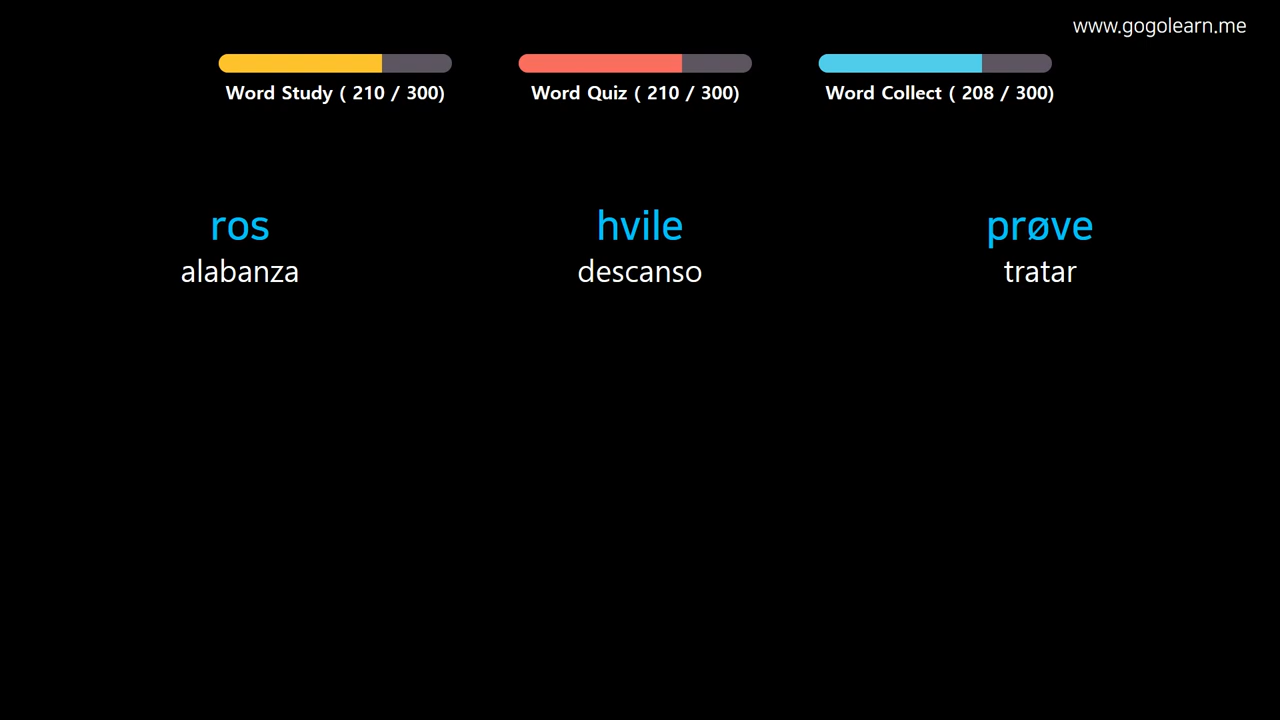 www.gogolearn.me
Word Study ( 210 / 300)
Word Quiz ( 210 / 300)
Word Collect ( 208 / 300)
ros
alabanza
hvile
descanso
prøve
tratar